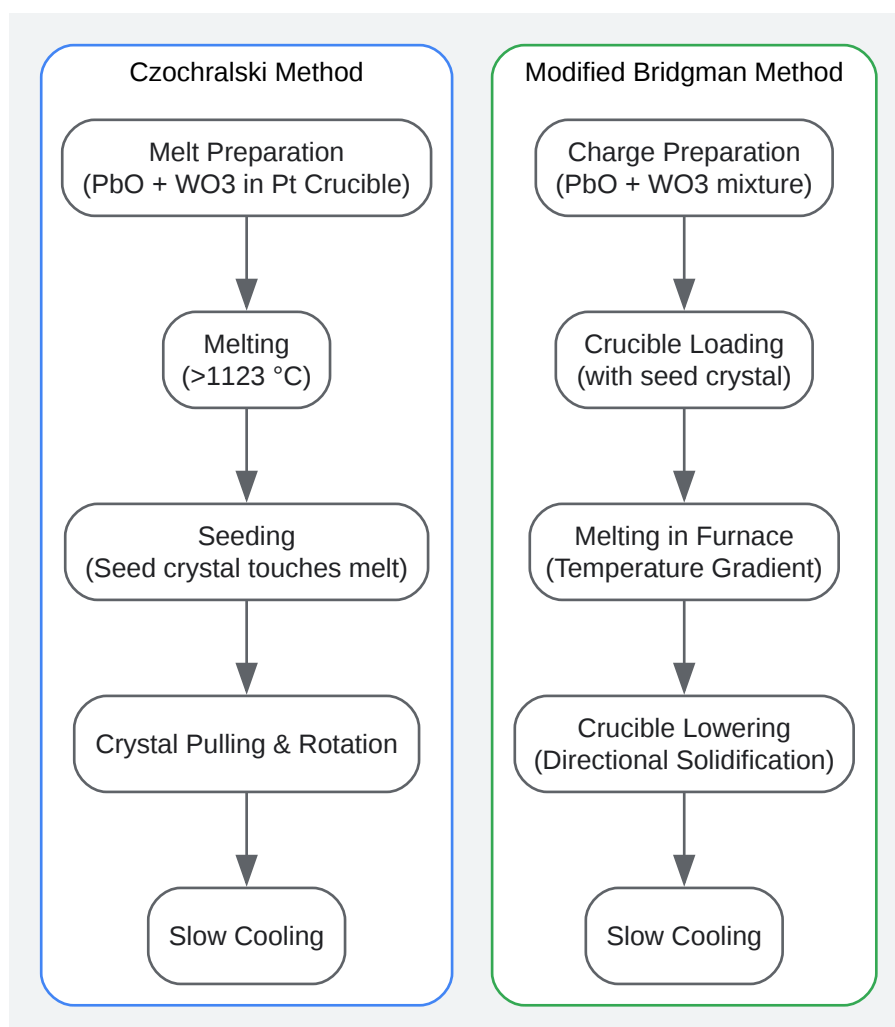 Czochralski Method
Melt Preparation
(PbO + WO3 in Pt Crucible)
Melting
(>1123 °C)
Seeding
(Seed crystal touches melt)
Crystal Pulling & Rotation
Slow Cooling
Modified Bridgman Method
Charge Preparation
(PbO + WO3 mixture)
Crucible Loading
(with seed crystal)
Melting in Furnace
(Temperature Gradient)
Crucible Lowering
(Directional Solidification)
Slow Cooling